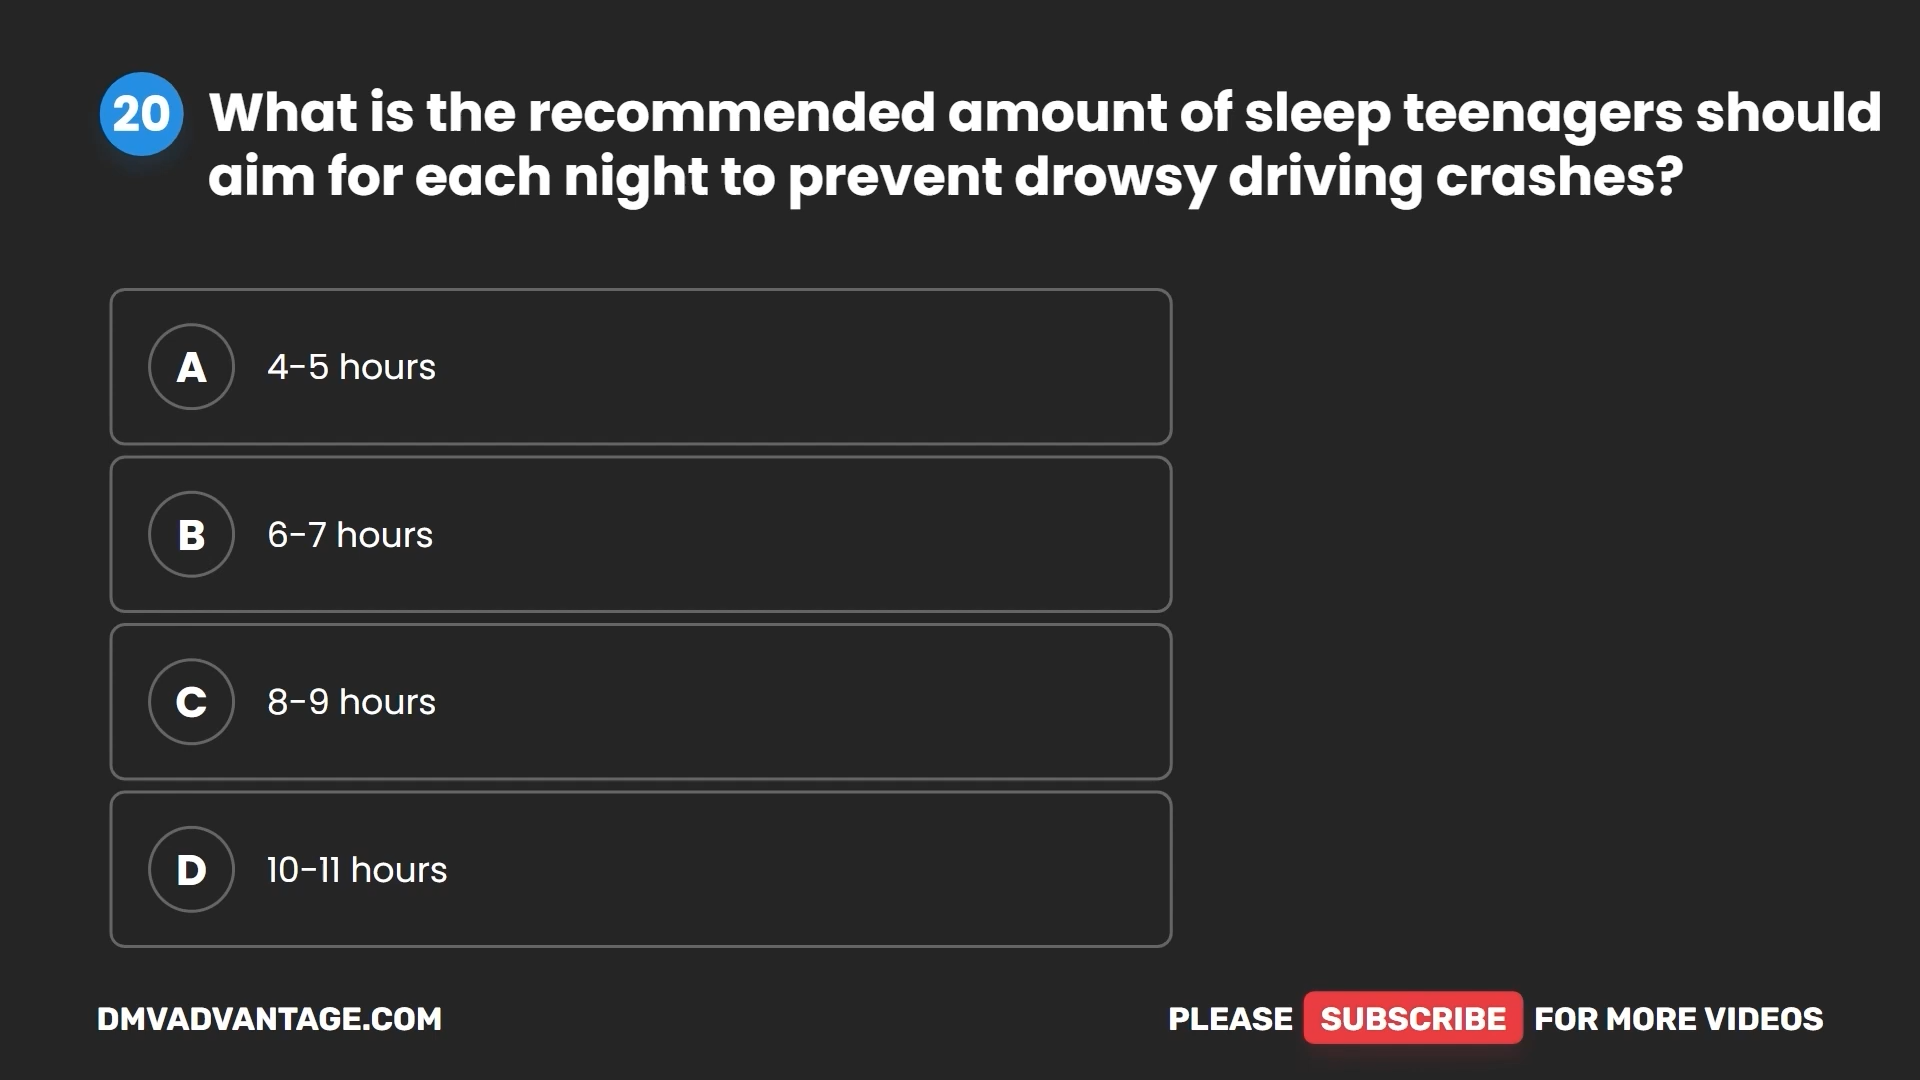 20
What is the recommended amount of sleep teenagers should
aim for each night to prevent drowsy driving crashes?
A 4-5 hours
B 6-7 hours
C 8-9 hours
D 10-11 hours
DMVADVANTAGE.COM
PLEASE SUBSCRIBE FOR MORE VIDEOS